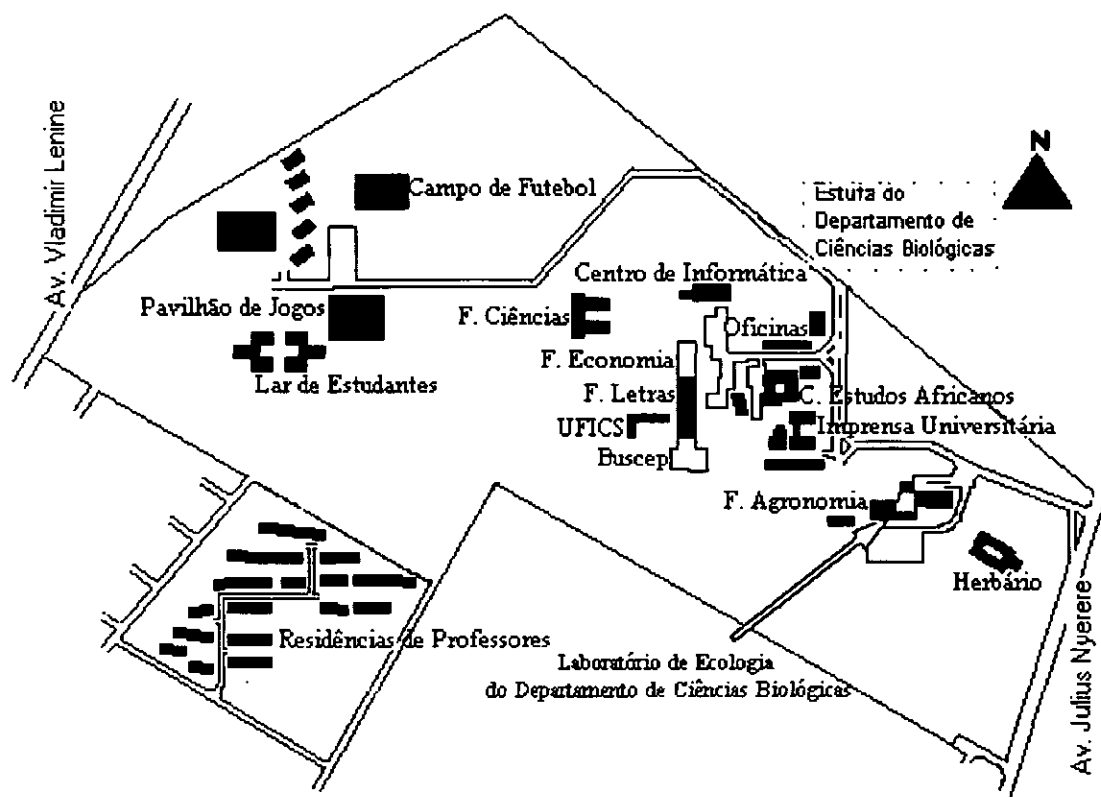 Av. Vladimir Lenine
N
Campo de Futebol
Estufa do
Departamento de
Ciências Biológicas
Centro de Informática
Pavilhão de Jogos
F. Ciências
Oficinas
F. Economia
Lar de Estudantes
F. Letras
C. Estudos Africanos
UFICS
Imprensa Universitária
Buscep
F. Agronomia
Herbário
Residências de Professores
Laboratório de Ecologia
do Departamento de Ciências Biológicas
Av. Julius Nyerere